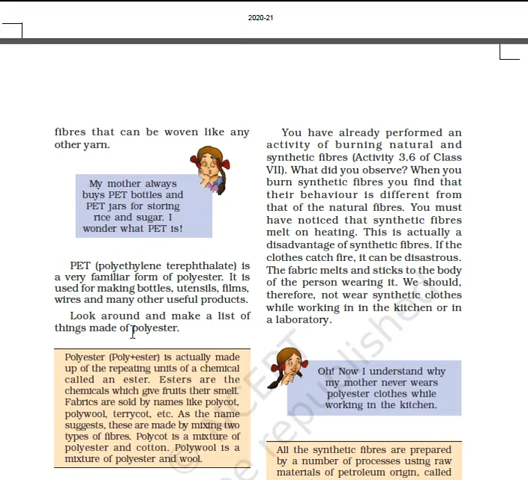 2020-21
fibres that can be woven like any
other yarn.
My mother always
buys PET bottles and
PET jars for storing
rice and sugar. I
wonder what PET is!
PET (polyethylene terephthalate) is
a very familiar form of polyester. It is
used for making bottles, utensils, films,
wires and many other useful products.
Look around and make a list of
things made of polyester.
Polyester (Poly+ester) is actually made
up of the repeating units of a chemical
called an ester. Esters are the
chemicals which give fruits their smell.
Fabrics are sold by names like polycot,
polywool, terrycot, etc. As the name
suggests, these are made by mixing two
types of fibres. Polycot is a mixture of
polyester and cotton. Polywool is a
mixture of polyester and wool.
You have already performed an
activity of burning natural and
synthetic fibres (Activity 3.6 of Class
VII). What did you observe? When you
burn synthetic fibres you find that
their behaviour is different from
that of the natural fibres. You must
have noticed that synthetic fibres
melt on heating. This is actually a
disadvantage of synthetic fibres. If the
clothes catch fire, it can be disastrous.
The fabric melts and sticks to the body
of the person wearing it. We should,
therefore, not wear synthetic clothes
while working in in the kitchen or in
a laboratory.
Oh! Now I understand why
my mother never wears
polyester clothes while
working in the kitchen.
All the synthetic fibres are prepared
by a number of processes using raw
materials of petroleum origin, called